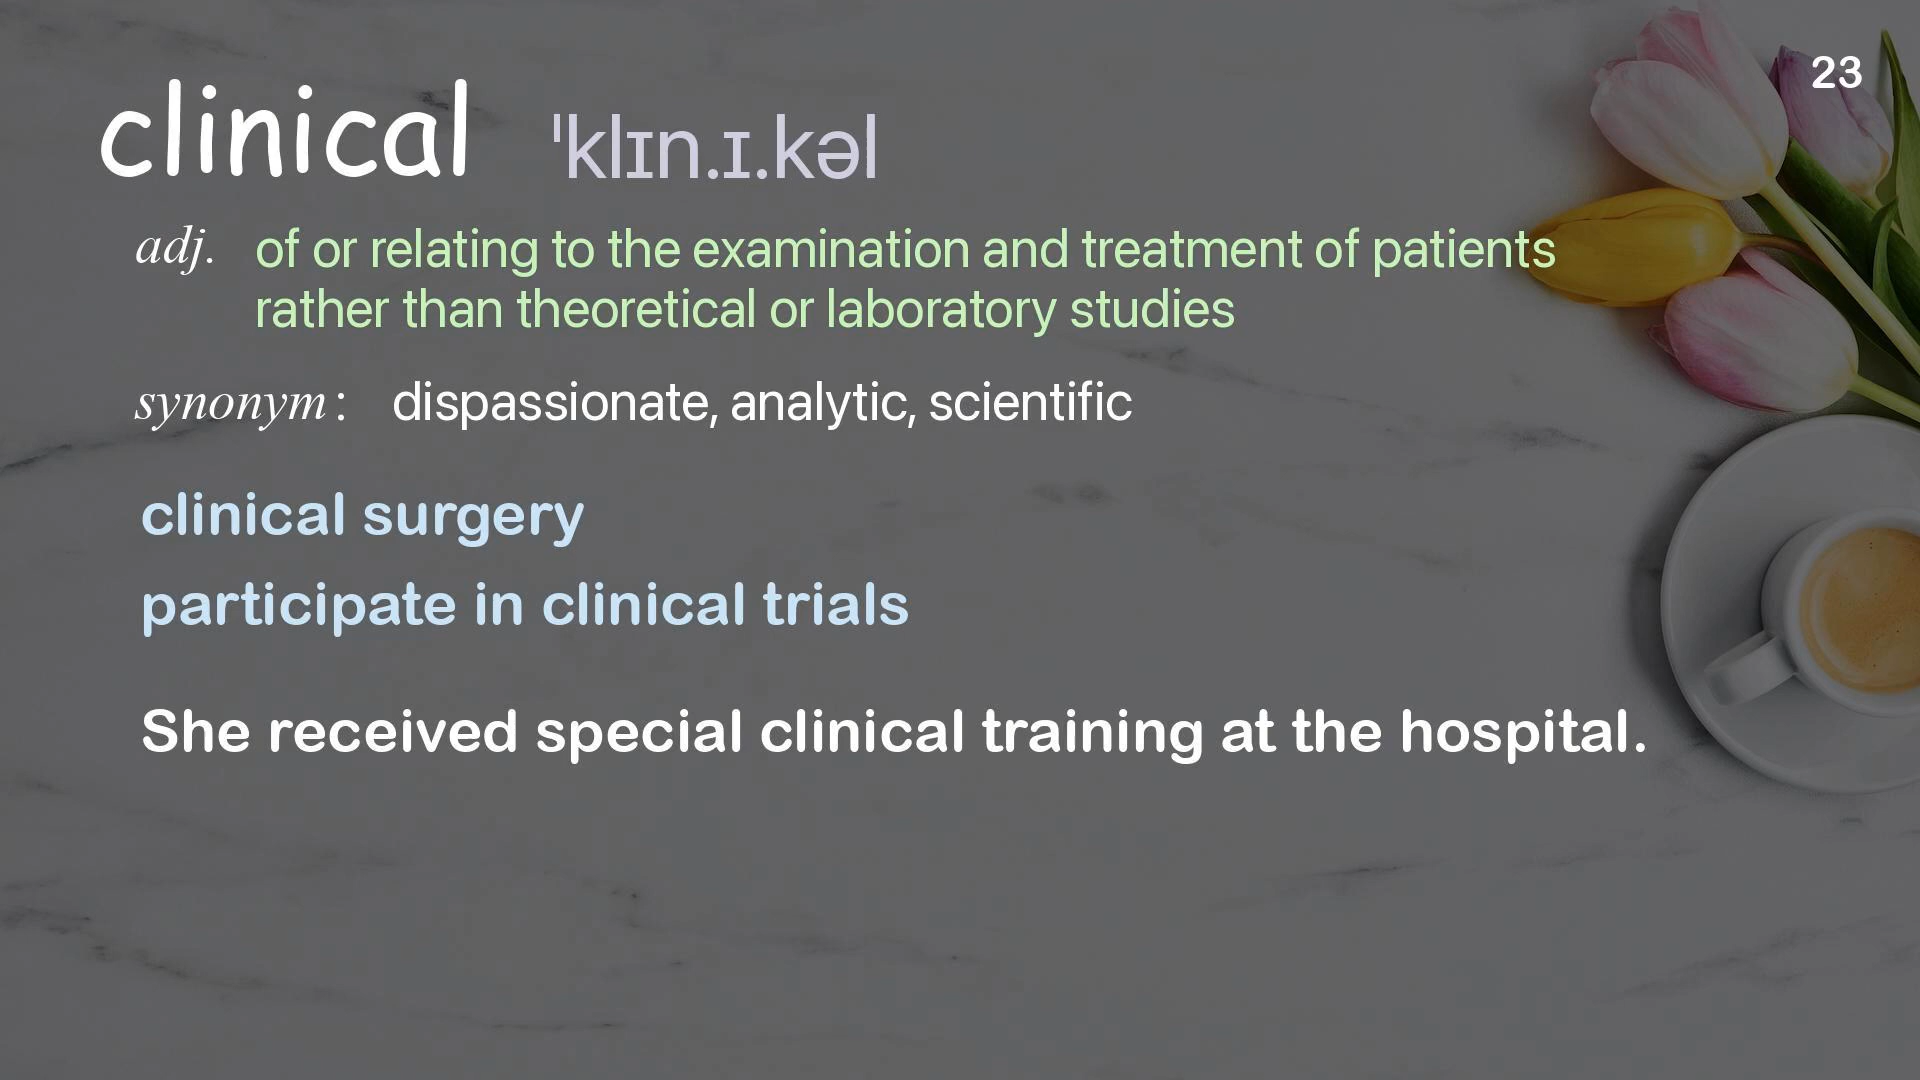 23
clinical ˈklɪn.ɪ.kəl
adj. of or relating to the examination and treatment of patients
rather than theoretical or laboratory studies
synonym : dispassionate, analytic, scientific
clinical surgery
participate in clinical trials
She received special clinical training at the hospital.